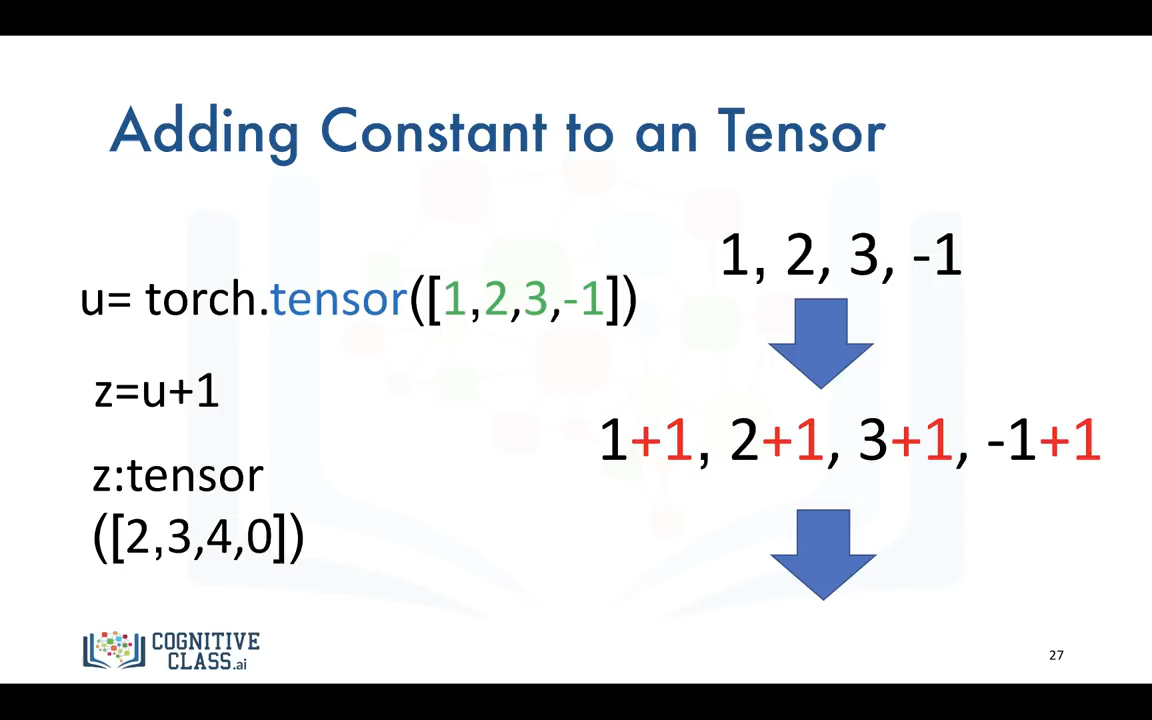 Adding Constant to an Tensor
u= torch.tensor([1,2,3,-1])
z=u+1
z:tensor
([2,3,4,0])
1, 2, 3, -1
1+1, 2+1, 3+1, -1+1
COGNITIVE
CLASS.ai
27